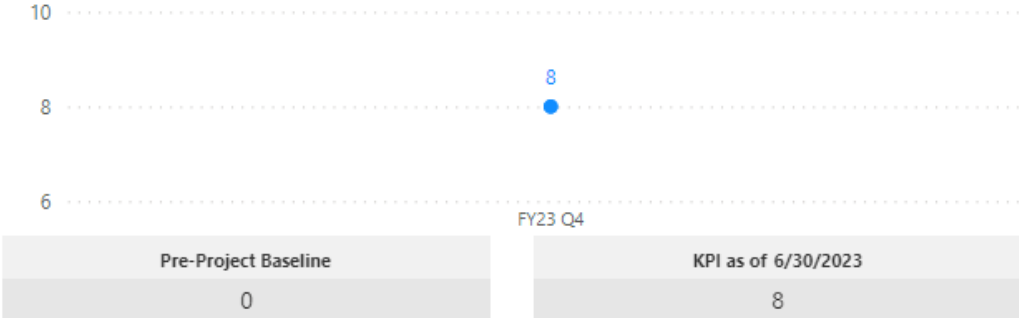 10
8
8
6
FY23 Q4
Pre-Project Baseline
KPI as of 6/30/2023
0
8